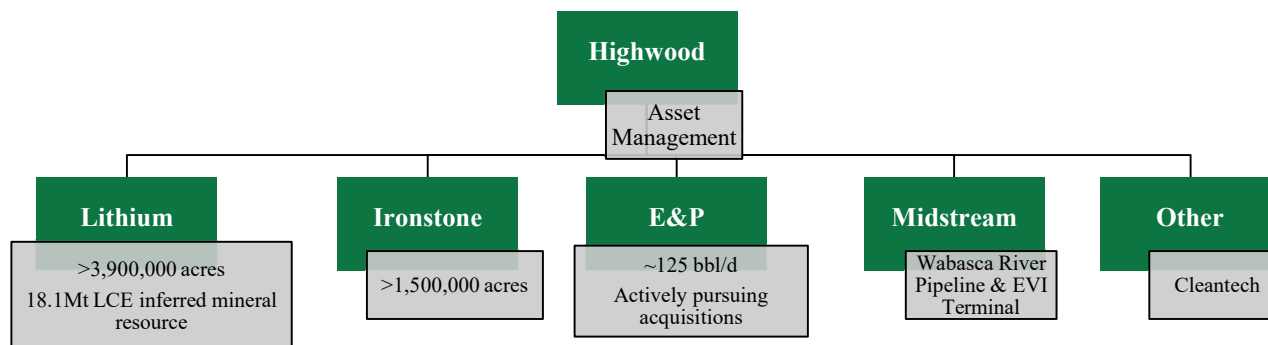 Highwood
Asset
Management
Lithium
>3,900,000 acres
18.1Mt LCE inferred mineral
resource
Ironstone
>1,500,000 acres
E&P
~125 bbl/d
Actively pursuing
acquisitions
Midstream
Wabasca River
Pipeline & EVI
Terminal
Other
Cleantech